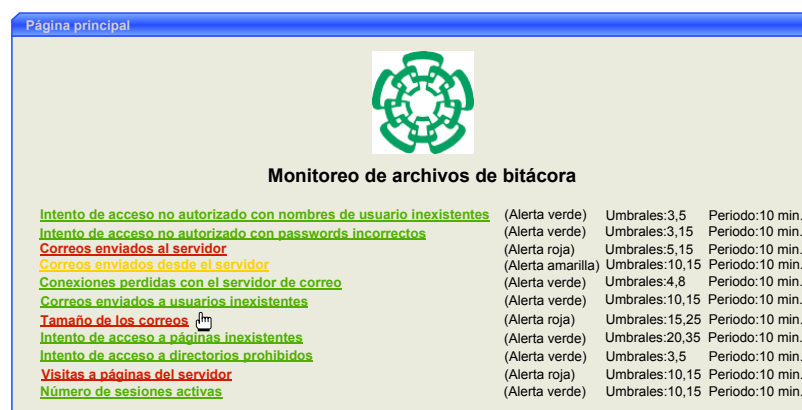 Página principal
Monitoreo de archivos de bitácora
Intento de acceso no autorizado con nombres de usuario inexistentes (Alerta verde) Umbrales:3,5 Periodo:10 min.
Intento de acceso no autorizado con passwords incorrectos (Alerta verde) Umbrales:3,15 Periodo:10 min.
Correos enviados al servidor (Alerta roja) Umbrales:5,15 Periodo:10 min.
Correos enviados desde el servidor (Alerta amarilla) Umbrales:10,15 Periodo:10 min.
Conexiones perdidas con el servidor de correo (Alerta verde) Umbrales:4,8 Periodo:10 min.
Correos enviados a usuarios inexistentes (Alerta verde) Umbrales:10,15 Periodo:10 min.
Tamaño de los correos (Alerta roja) Umbrales:15,25 Periodo:10 min.
Intento de acceso a páginas inexistentes (Alerta verde) Umbrales:20,35 Periodo:10 min.
Intento de acceso a directorios prohibidos (Alerta verde) Umbrales:3,5 Periodo:10 min.
Visitas a páginas del servidor (Alerta roja) Umbrales:10,15 Periodo:10 min.
Número de sesiones activas (Alerta verde) Umbrales:10,15 Periodo:10 min.